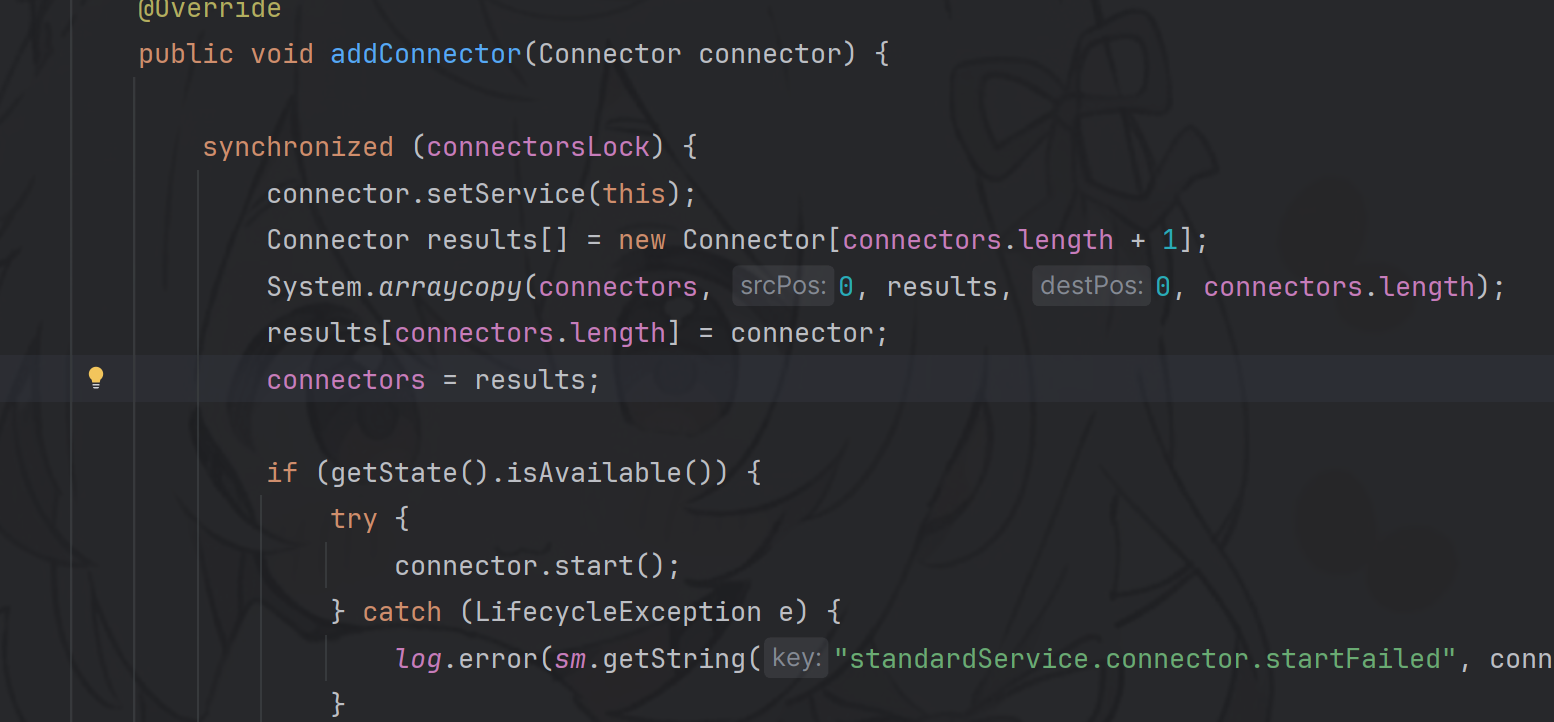 @Override
public void addConnector(Connector connector) {
synchronized (connectorsLock) {
connector.setService(this);
Connector results[] = new Connector[connectors.length + 1];
System.arraycopy(connectors, srcPos: 0, results, destPos: 0, connectors.length);
results[connectors.length] = connector;
connectors = results;
if (getState().isAvailable()) {
try {
connector.start();
} catch (LifecycleException e) {
log.error(sm.getString(key: "standardService.connector.startFailed", conn
}